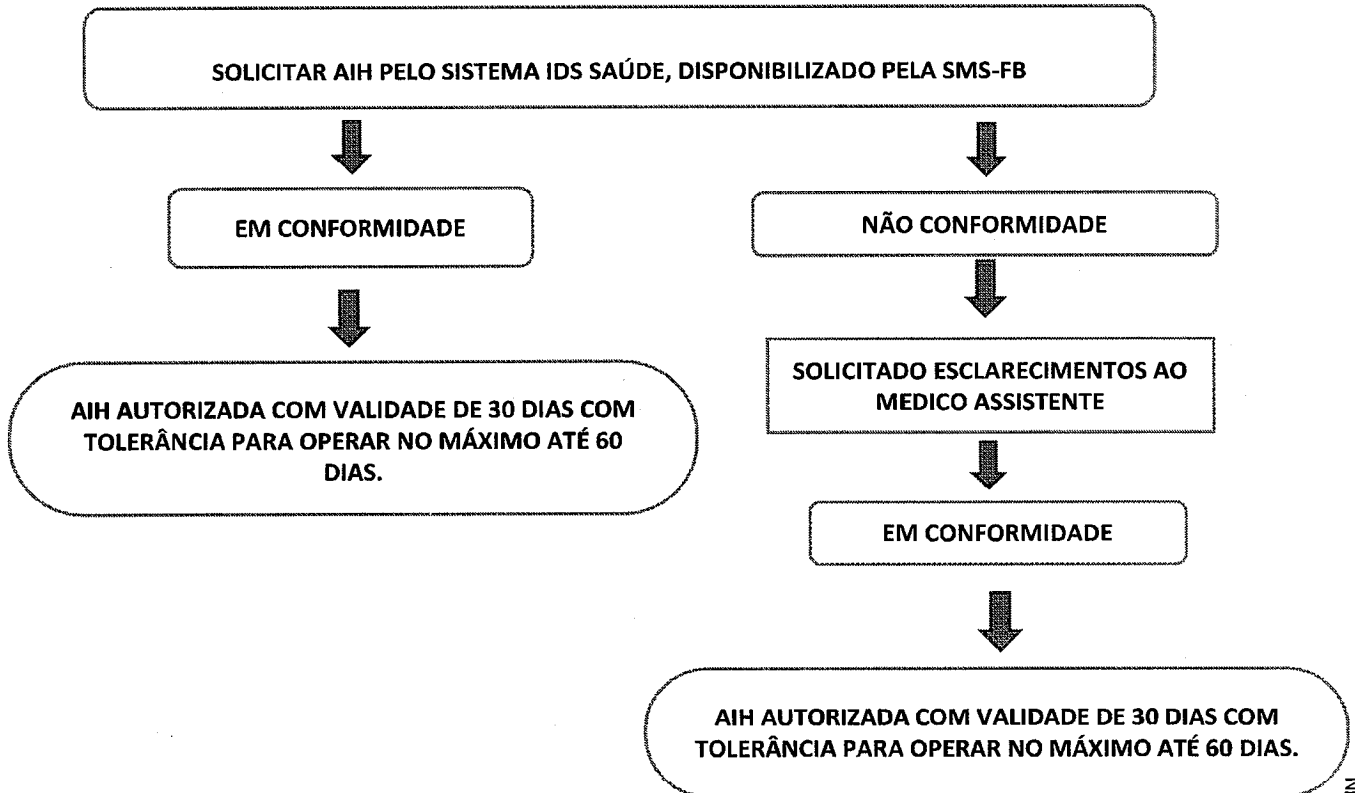 SOLICITAR AIH PELO SISTEMA IDS SAÚDE, DISPONIBILIZADO PELA SMS-FB
EM CONFORMIDADE
AIH AUTORIZADA COM VALIDADE DE 30 DIAS COM
TOLERÂNCIA PARA OPERAR NO MÁXIMO ATÉ 60
DIAS.
NÃO CONFORMIDADE
SOLICITADO ESCLARECIMENTOS AO
MEDICO ASSISTENTE
EM CONFORMIDADE
AIH AUTORIZADA COM VALIDADE DE 30 DIAS COM
TOLERÂNCIA PARA OPERAR NO MÁXIMO ATÉ 60 DIAS.